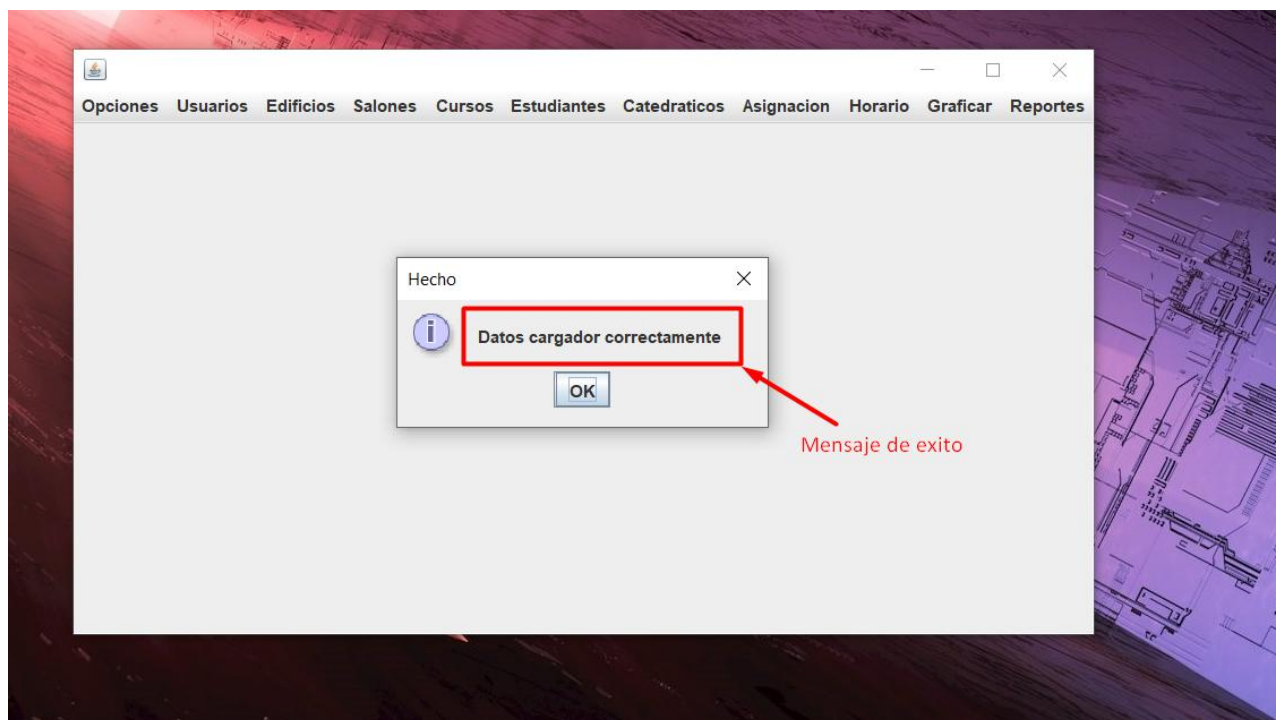 Opciones Usuarios Edificios Salones Cursos Estudiantes Catedraticos Asignacion Horario Graficar Reportes
Hecho
Datos cargador correctamente
OK
Mensaje de exito